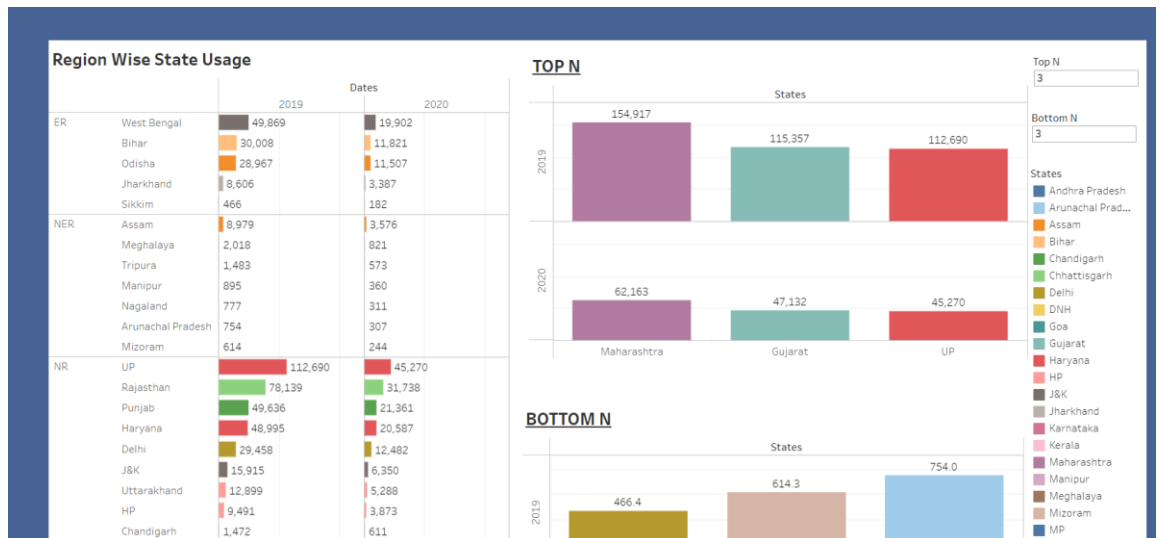 Region Wise State Usage
Dates
2019 2020
ER West Bengal 49,869 19,902
Bihar 30,008 11,821
Odisha 28,967 11,507
Jharkhand 8,606 3,387
Sikkim 466 182
NER Assam 8,979 3,576
Meghalaya 2,018 821
Tripura 1,483 573
Manipur 895 360
Nagaland 777 311
Arunachal Pradesh 754 307
Mizoram 614 244
NR UP 112,690 45,270
Rajasthan 78,139 31,738
Punjab 49,636 21,361
Haryana 48,995 20,587
Delhi 29,458 12,482
J&K 15,915 6,350
Uttarakhand 12,899 5,288
HP 9,491 3,873
Chandigarh 1,472 611
TOP N
States
2019
154,917 115,357 112,690
2020
62,163 47,132 45,270
Maharashtra Gujarat UP
BOTTOM N
States
2019
466.4 614.3 754.0
Top N
3
Bottom N
3
States
Andhra Pradesh
Arunachal Prad...
Assam
Bihar
Chandigarh
Chhattisgarh
Delhi
DNH
Goa
Gujarat
Haryana
HP
J&K
Jharkhand
Karnataka
Kerala
Maharashtra
Manipur
Meghalaya
Mizoram
MP